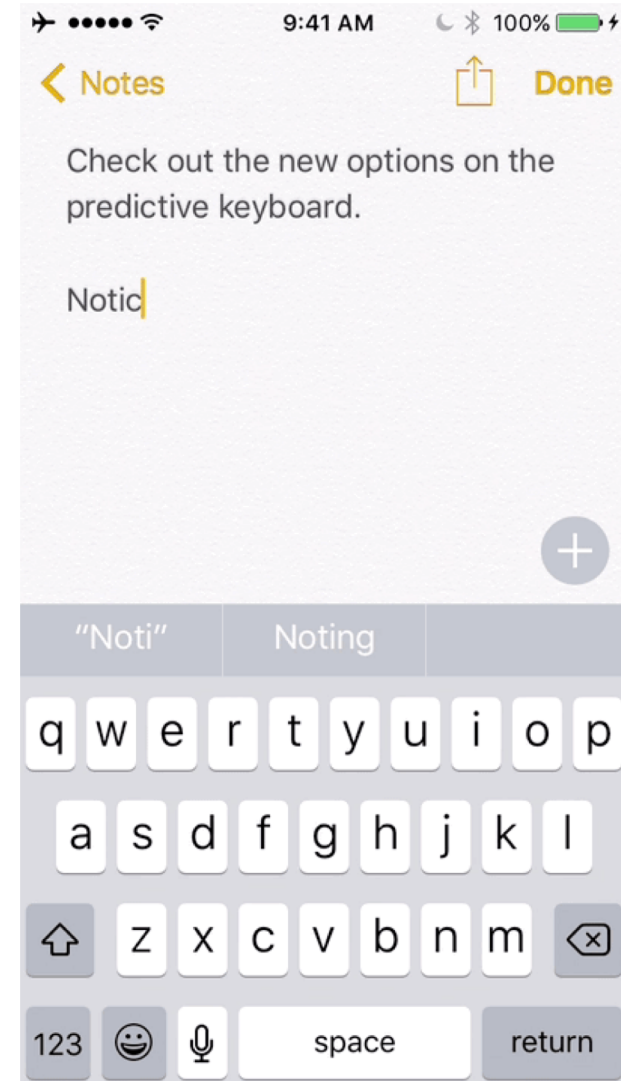 9:41 AM 100%
Notes Done
Check out the new options on the
predictive keyboard.
Notic
“Noti” Noting
q w e r t y u i o p
a s d f g h j k l
z x c v b n m
123 space return